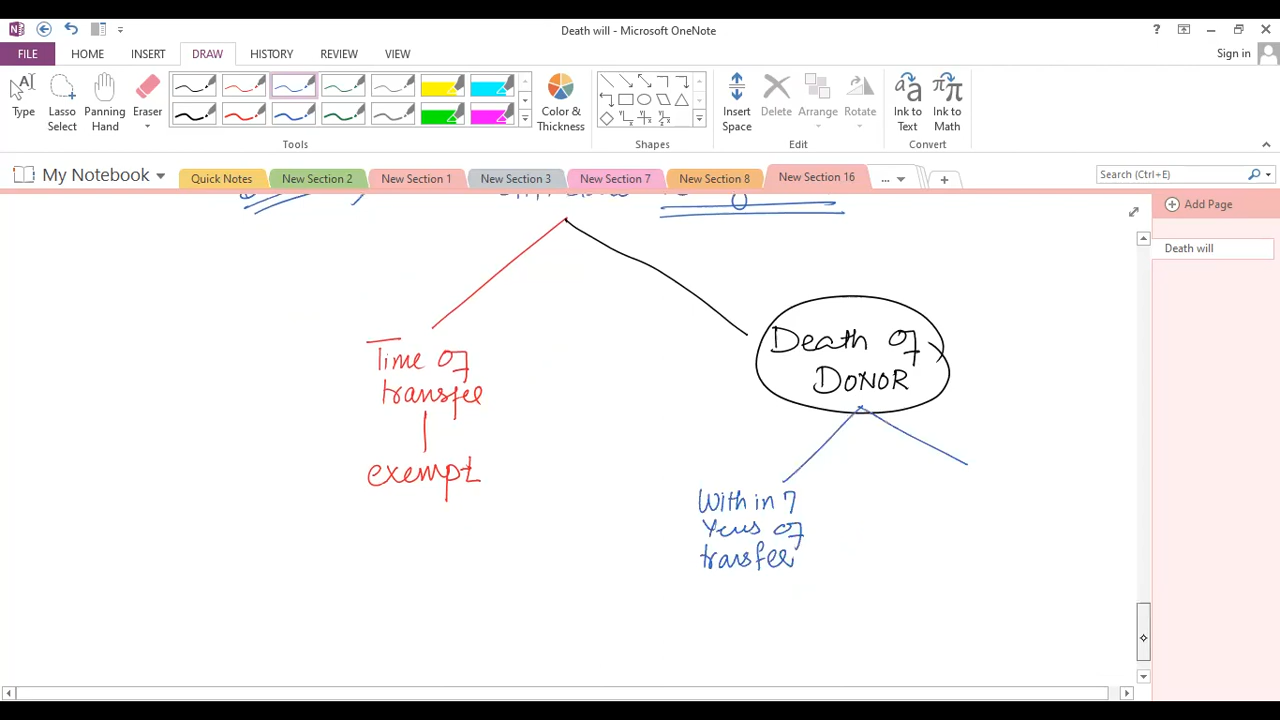 Death will - Microsoft OneNote
Sign in
FILE HOME INSERT DRAW HISTORY REVIEW VIEW
Type
Lasso Select
Panning Hand
Eraser
Color & Thickness
Insert Space
Delete
Arrange
Rotate
Ink to Text
Ink to Math
Tools
Shapes
Edit
Convert
My Notebook
Quick Notes
New Section 2
New Section 1
New Section 3
New Section 7
New Section 8
New Section 16
...
Search (Ctrl+E)
Add Page
Death will
Time of
transfer
exempt
Death of
DONOR
With in 7
Years of
transfer